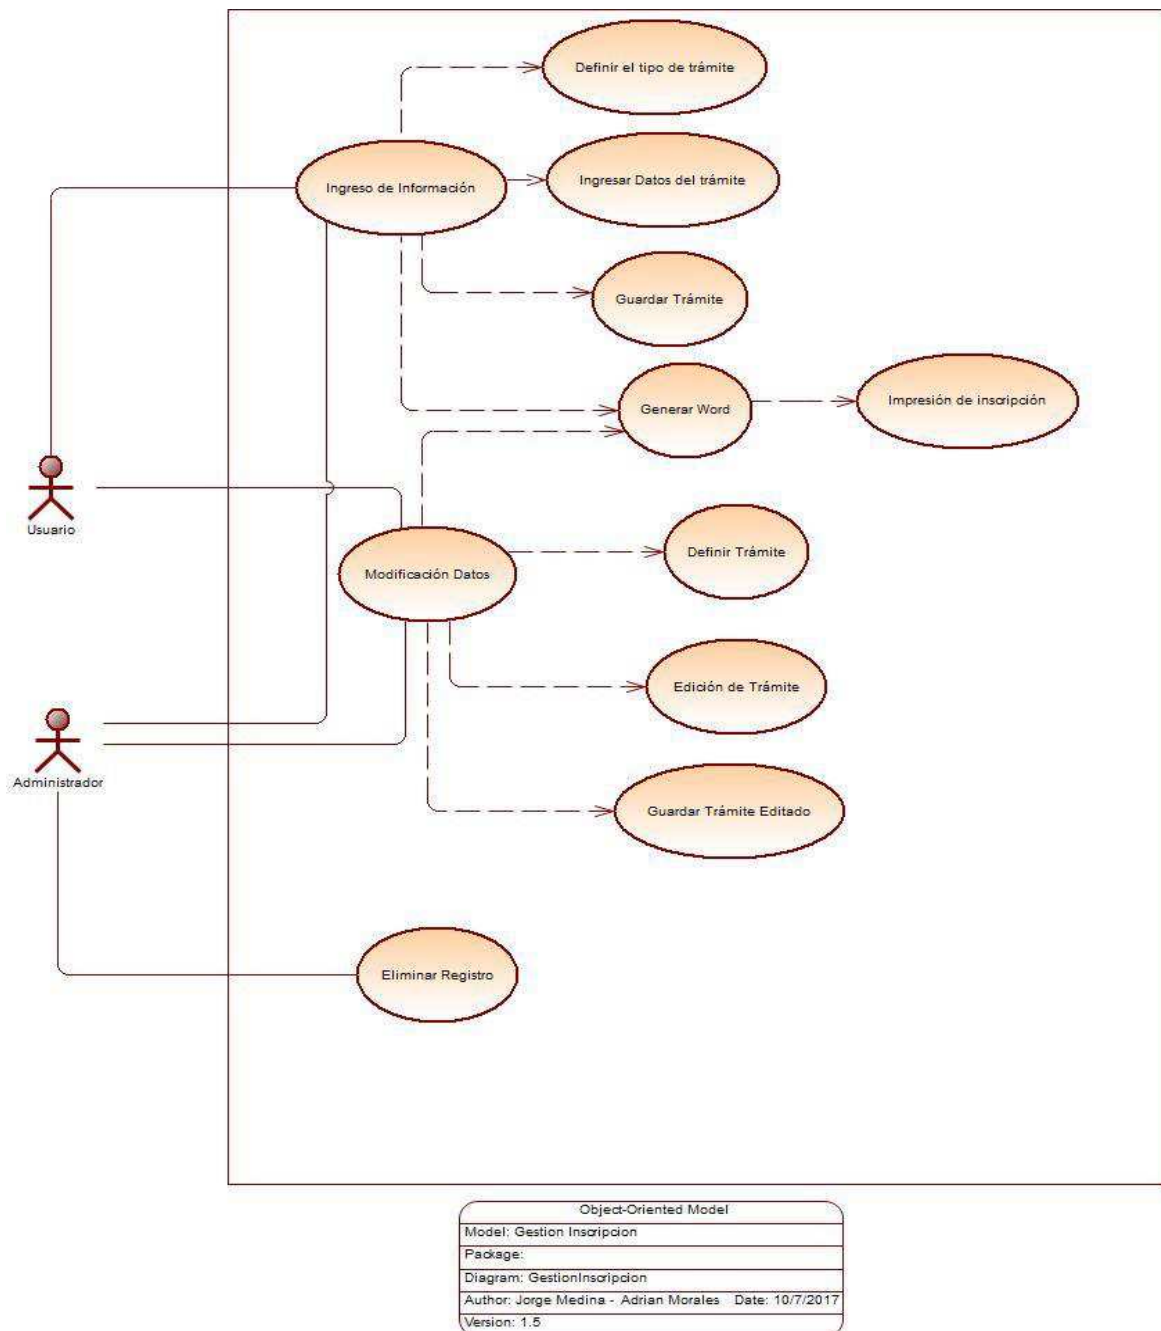 Definir el tipo de trámite
Ingreso de Información
Ingresar Datos del trámite
Guardar Trámite
Generar Word
Impresión de inscripción
Usuario
Definir Trámite
Modificación Datos
Edición de Trámite
Administrador
Guardar Trámite Editado
Eliminar Registro
Object-Oriented Model
Model: Gestion Inscripcion
Package:
Diagram: GestionInscripcion
Author: Jorge Medina - Adrian Morales Date: 10/7/2017
Version: 1.5